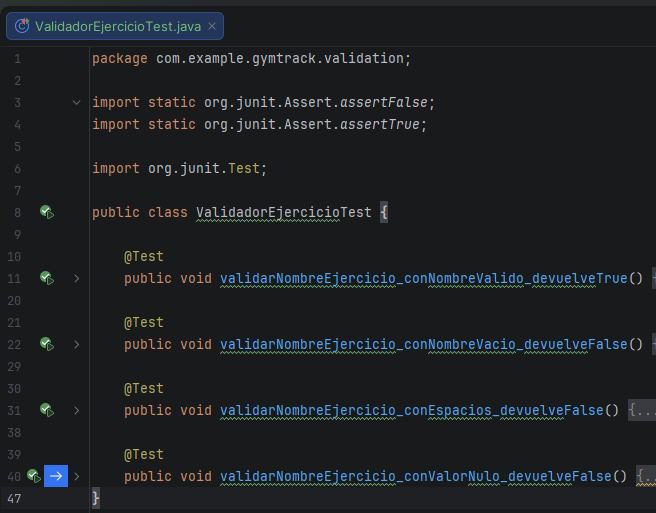 ValidadorEjercicioTest.java
1 package com.example.gymtrack.validation;
2
3 import static org.junit.Assert.assertFalse;
4 import static org.junit.Assert.assertTrue;
5
6 import org.junit.Test;
7
8 public class ValidadorEjercicioTest {
9
10 @Test
11 public void validarNombreEjercicio_conNombreValido_devuelveTrue() {
20
21 @Test
22 public void validarNombreEjercicio_conNombreVacio_devuelveFalse() {
29
30 @Test
31 public void validarNombreEjercicio_conEspacios_devuelveFalse() {...
38
39 @Test
40 public void validarNombreEjercicio_conValorNulo_devuelveFalse() {...
47 }